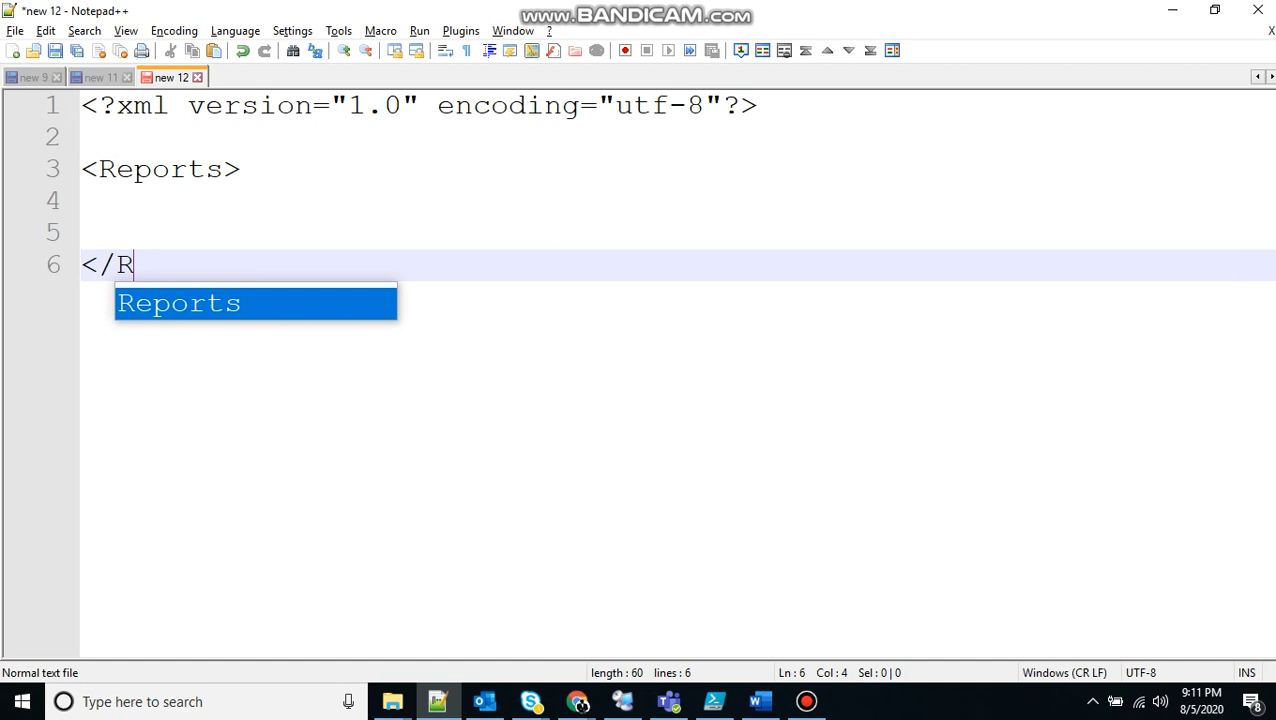 *new 12 - Notepad++
www.BANDICAM.com
File Edit Search View Encoding Language Settings Tools Macro Run Plugins Window ? X
new 9 new 11 new 12
1 <?xml version="1.0" encoding="utf-8"?>
2
3 <Reports>
4
5
6 </R
Reports
Normal text file length : 60 lines : 6 Ln : 6 Col : 4 Sel : 0 | 0 Windows (CR LF) UTF-8 INS
Type here to search
9:11 PM
8/5/2020
8